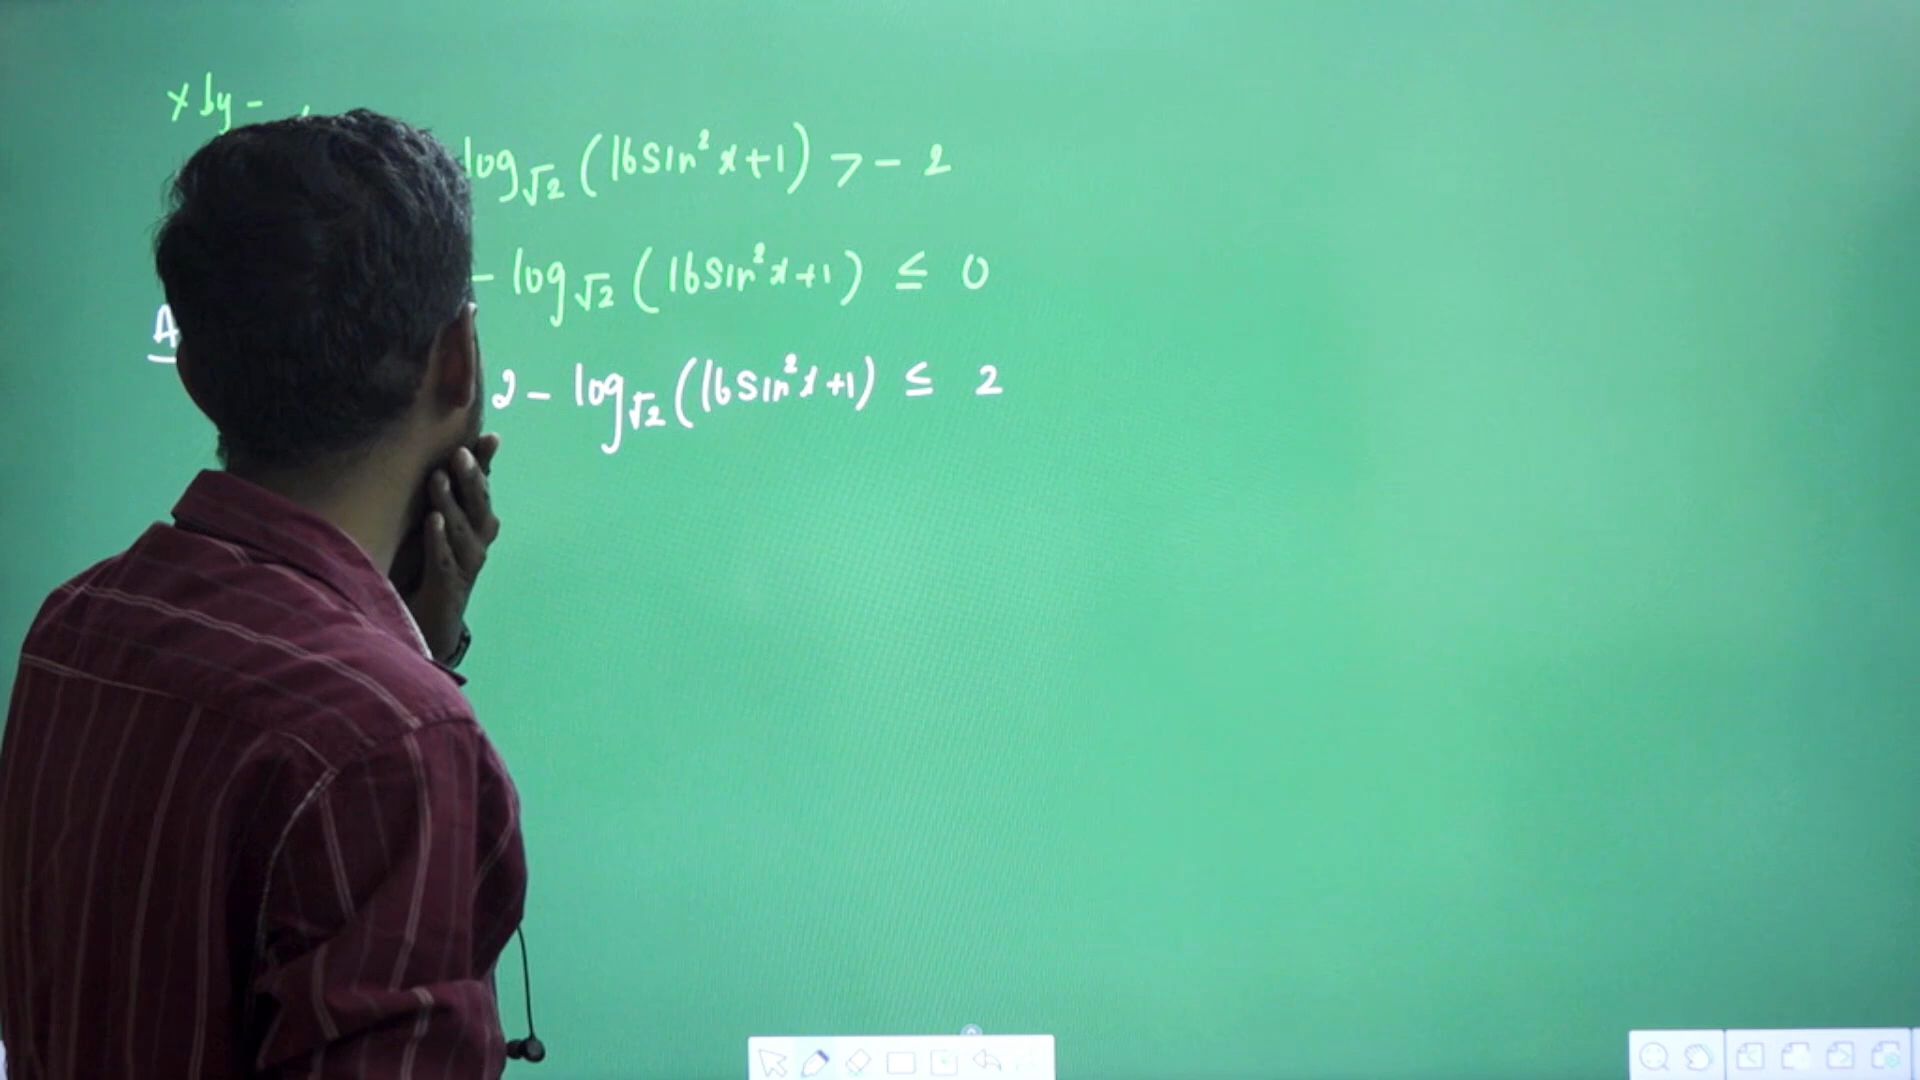 x by -
log√2 (16sin²x+1) > - 2
- log√2 (16sin²x+1) ≤ 0
A
2 - log√2 (16sin²x+1) ≤ 2